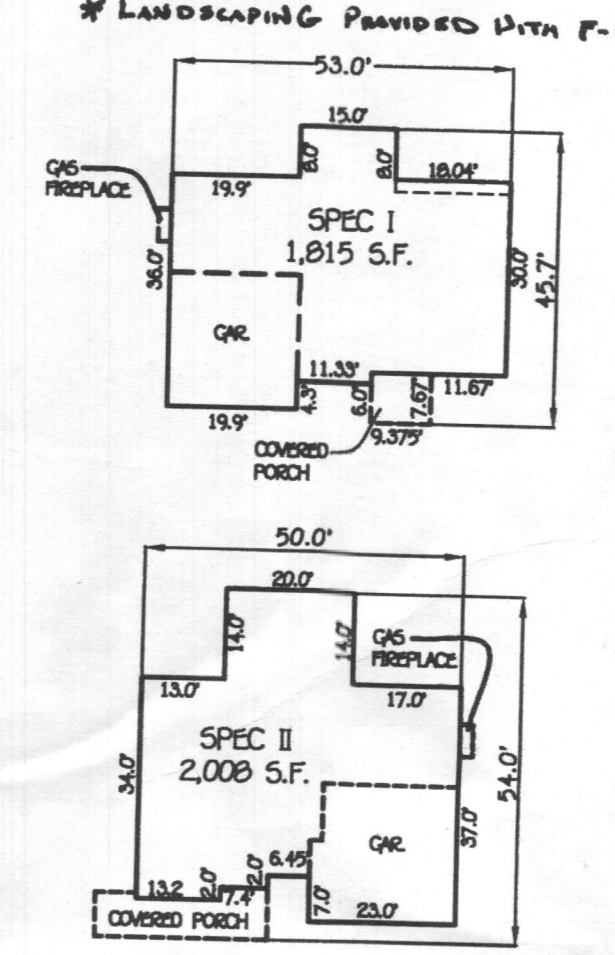 * LANDSCAPING PROVIDED WITH F-
53.0'
15.0'
8.0'
8.0'
18.04'
GAS
FIREPLACE
19.9'
SPEC I
1,815 S.F.
36.0'
30.0'
45.7'
GAR.
11.33'
4.3'
6.0'
7.67'
11.67'
19.9'
9.375'
COVERED
PORCH
50.0'
20.0'
14.0'
14.0'
GAS
FIREPLACE
13.0'
17.0'
SPEC II
2,008 S.F.
34.0'
54.0'
GAR.
37.0'
6.45'
13.2
2.0'
7.4'
2.0'
7.0'
23.0'
COVERED PORCH